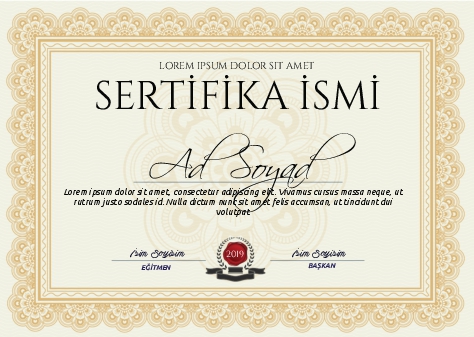 LOREM IPSUM DOLOR SIT AMET
SERTİFİKA İSMİ
Ad Soyad
Lorem ipsum dolor sit amet, consectetur adipiscing elit. Vivamus cursus massa neque, ut
rutrum justo sodales id. Nulla dictum nunc sit amet felis accumsan, ut tincidunt dui
volutpat
İsim Soyisim
EĞİTMEN
2019
İsim Soyisim
BAŞKAN